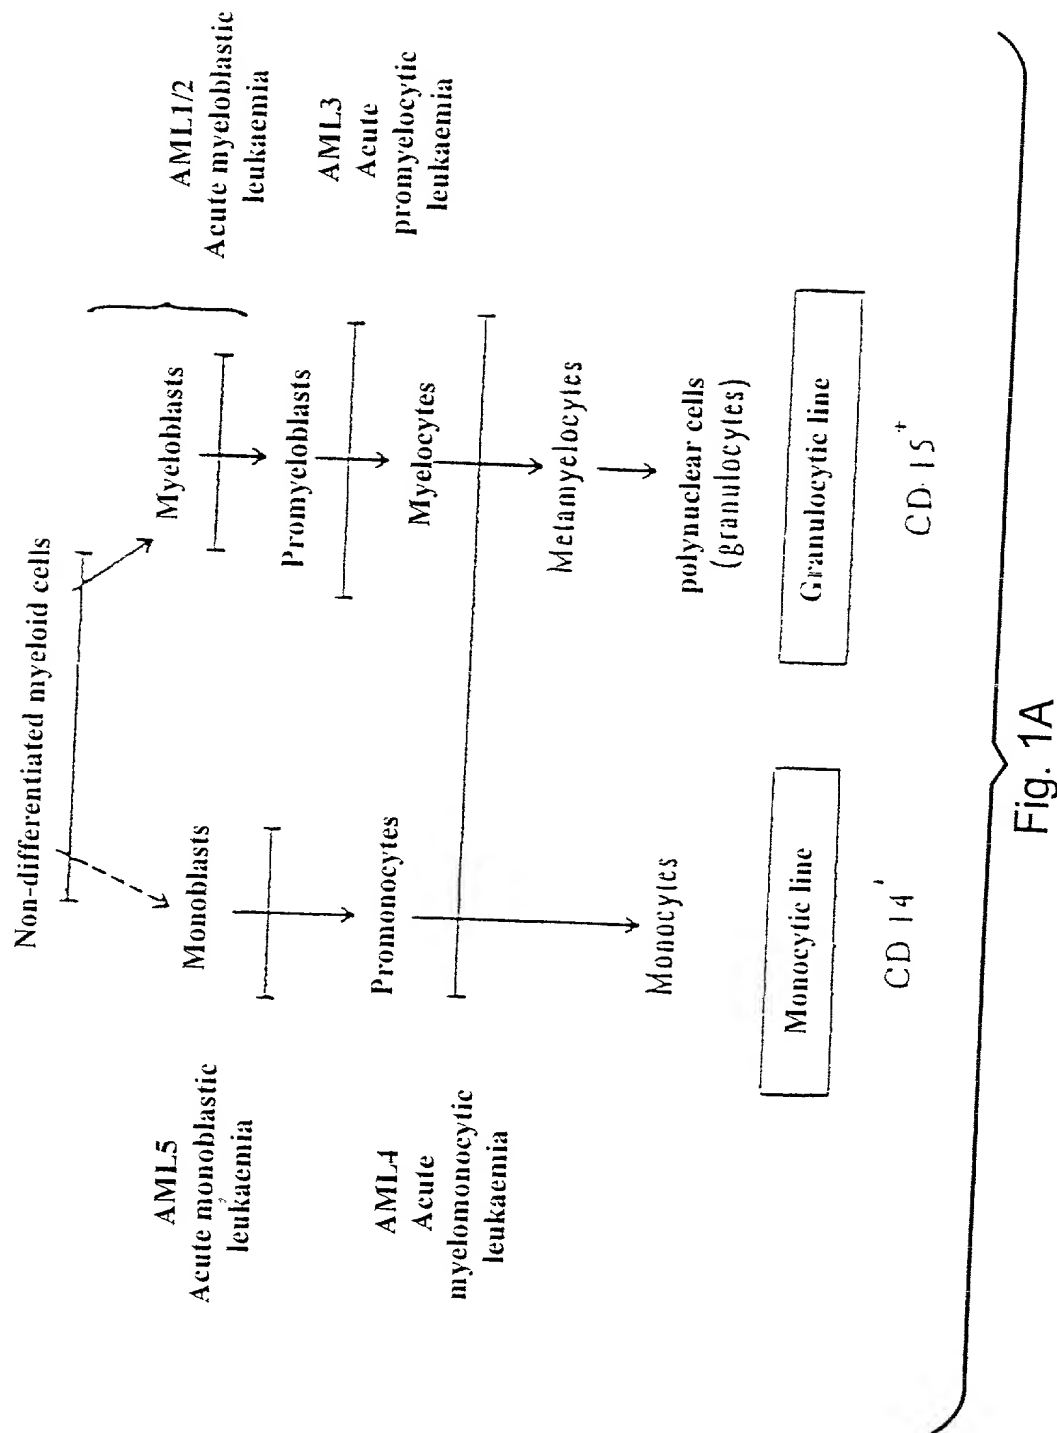 Non-differentiated myeloid cells
AML5
Acute monoblastic
leukaemia
Monoblasts
Myeloblasts
AML1/2
Acute myeloblastic
leukaemia
Promyeloblasts
AML3
Acute
promyelocytic
leukaemia
AML4
Acute
myelomonocytic
leukaemia
Promonocytes
Myelocytes
Metamyelocytes
Monocytes
polynuclear cells
(granulocytes)
Monocytic line
Granulocytic line
CD 14
CD 15+
Fig. 1A